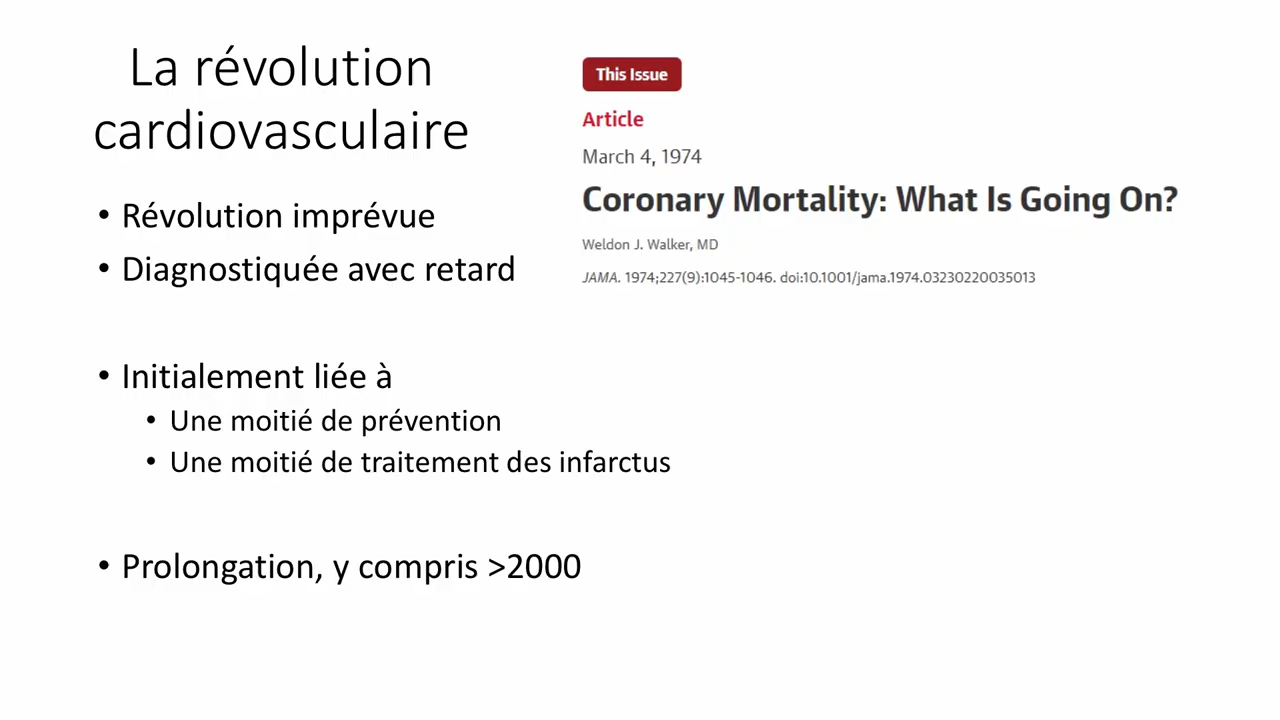 La révolution
cardiovasculaire
• Révolution imprévue
• Diagnostiquée avec retard
• Initialement liée à
• Une moitié de prévention
• Une moitié de traitement des infarctus
• Prolongation, y compris >2000
This Issue
Article
March 4, 1974
Coronary Mortality: What Is Going On?
Weldon J. Walker, MD
JAMA. 1974;227(9):1045-1046. doi:10.1001/jama.1974.03230220035013